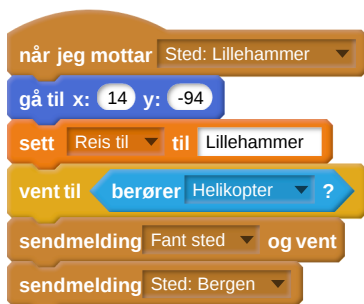 når jeg mottar Sted: Lillehammer
gå til x: 14 y: -94
sett Reis til til Lillehammer
vent til berører Helikopter ?
sendmelding Fant sted og vent
sendmelding Sted: Bergen